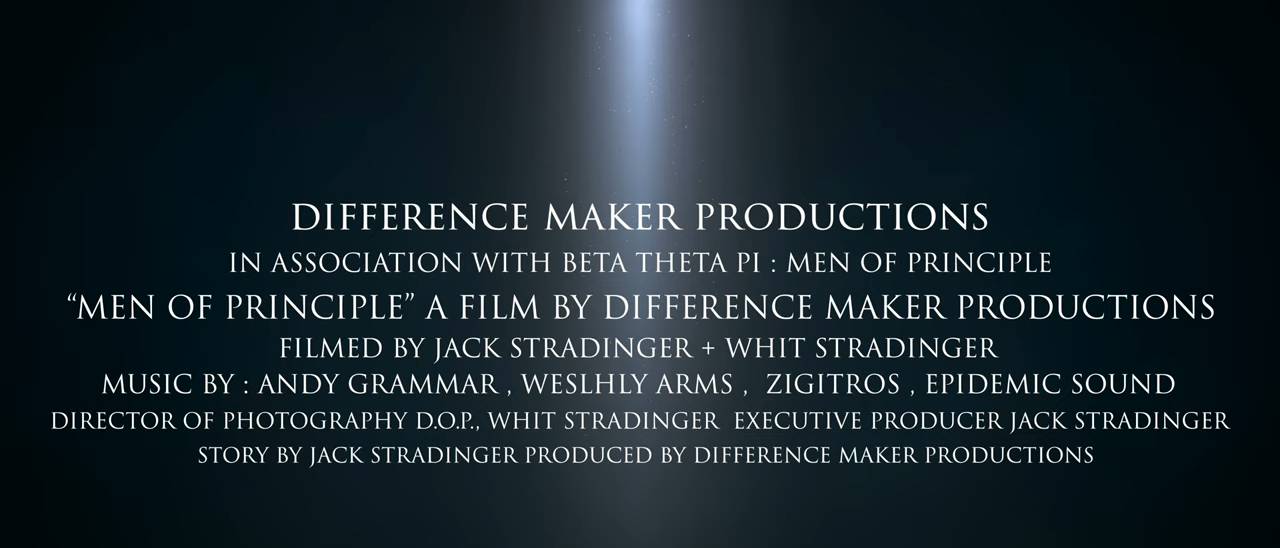 DIFFERENCE MAKER PRODUCTIONS
IN ASSOCIATION WITH BETA THETA PI : MEN OF PRINCIPLE
“MEN OF PRINCIPLE” A FILM BY DIFFERENCE MAKER PRODUCTIONS
FILMED BY JACK STRADINGER + WHIT STRADINGER
MUSIC BY : ANDY GRAMMAR , WESLHLY ARMS ,  ZIGITROS , EPIDEMIC SOUND
DIRECTOR OF PHOTOGRAPHY D.O.P., WHIT STRADINGER  EXECUTIVE PRODUCER JACK STRADINGER
STORY BY JACK STRADINGER PRODUCED BY DIFFERENCE MAKER PRODUCTIONS